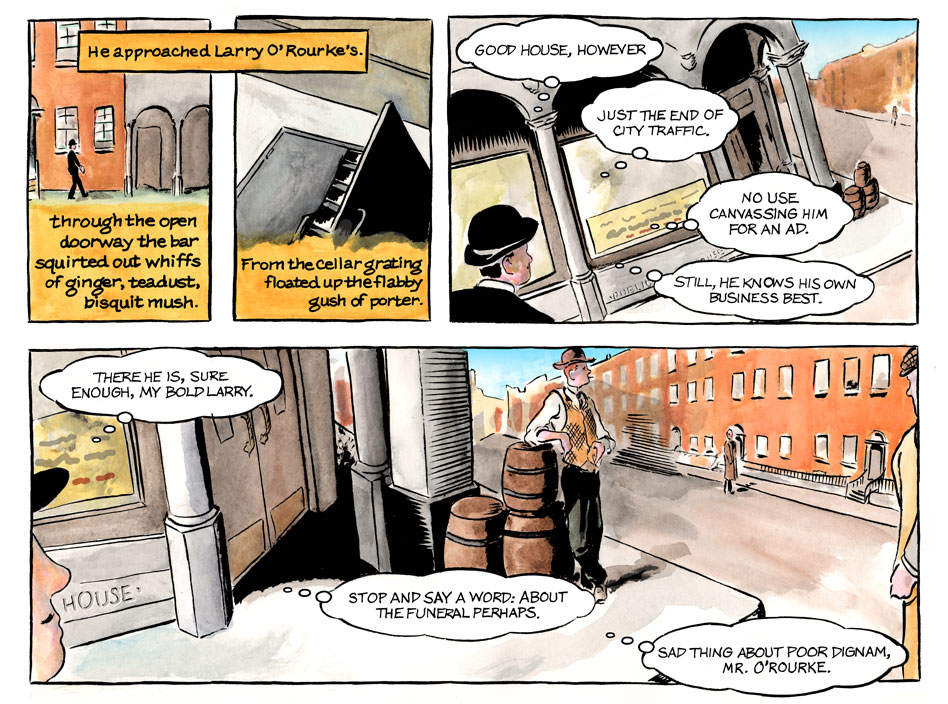 He approached Larry O'Rourke's.
through the open
doorway the bar
squirted out whiffs
of ginger, teadust,
bisquit mush.
From the cellar grating
floated up the flabby
gush of porter.
GOOD HOUSE, HOWEVER
JUST THE END OF
CITY TRAFFIC.
NO USE
CANVASSING HIM
FOR AN AD.
STILL, HE KNOWS HIS OWN
BUSINESS BEST.
THERE HE IS, SURE
ENOUGH, MY BOLD LARRY.
HOUSE
STOP AND SAY A WORD: ABOUT
THE FUNERAL PERHAPS.
SAD THING ABOUT POOR DIGNAM,
MR. O'ROURKE.